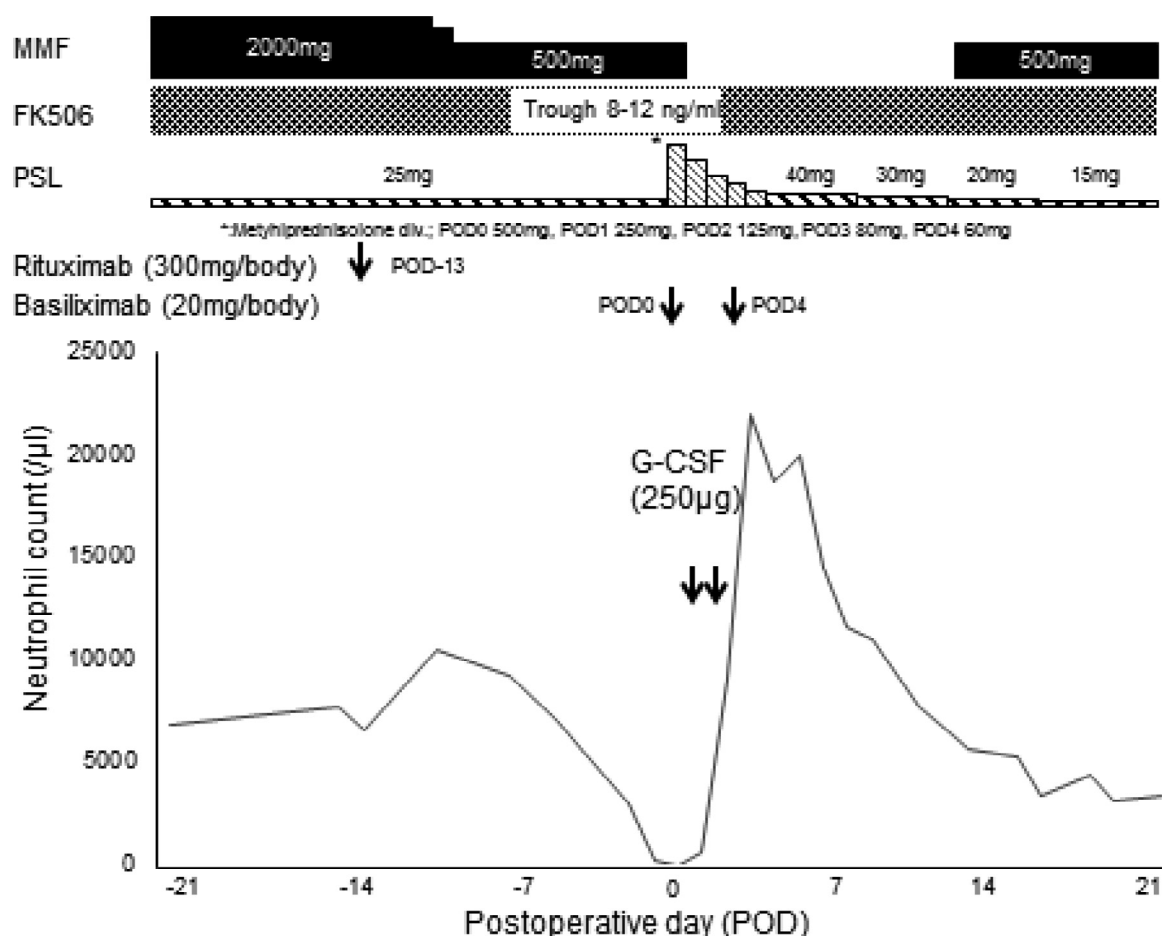 MMF
2000mg
500mg
500mg
FK506
Trough 8-12 ng/ml
*
PSL
25mg
40mg
30mg
20mg
15mg
*:Metyhlprednisolone div.; POD0 500mg, POD1 250mg, POD2 125mg, POD3 80mg, POD4 60mg
Rituximab (300mg/body)
POD-13
Basiliximab (20mg/body)
POD0
POD4
25000
20000
15000
10000
5000
0
Neutrophil count (/µl)
G-CSF
(250µg)
-21
-14
-7
0
7
14
21
Postoperative day (POD)